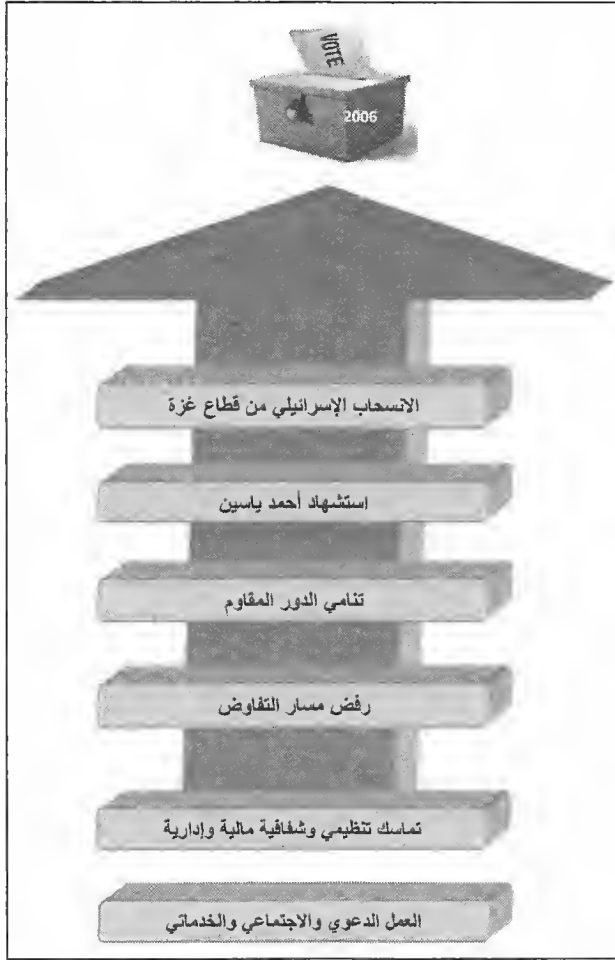 VOTE
2006
الانسحاب الإسرائيلي من قطاع غزة
استشهاد أحمد ياسين
تنامي الدور المقاوم
رفض مسار التفاوض
تماسك تنظيمي وشفافية مالية وإدارية
العمل الدعوي والاجتماعي والخدماتي